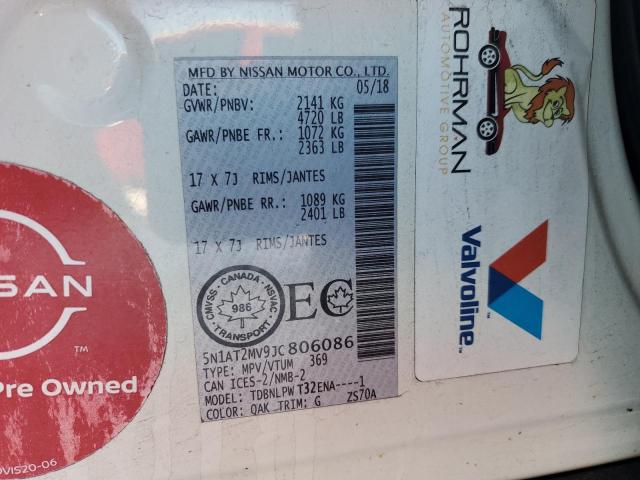 MFD BY NISSAN MOTOR CO., LTD.
DATE: 05/18
GVWR/PNBV: 2141 KG
4720 LB
GAWR/PNBE FR.: 1072 KG
2363 LB
17 X 7J RIMS/JANTES
GAWR/PNBE RR.: 1089 KG
2401 LB
17 X 7J RIMS/JANTES
CMVSS - CANADA - NSVAC
986
- TRANSPORT -
EC
5N1AT2MV9JC806086
TYPE: MPV/VTUM 369
CAN ICES-2/NMB-2
MODEL: TDBNLPWT32ENA----1
COLOR: QAK TRIM: G ZS70A
ROHRMAN
AUTOMOTIVE GROUP
Valvoline
SSAN
Pre Owned
OVIS20-06